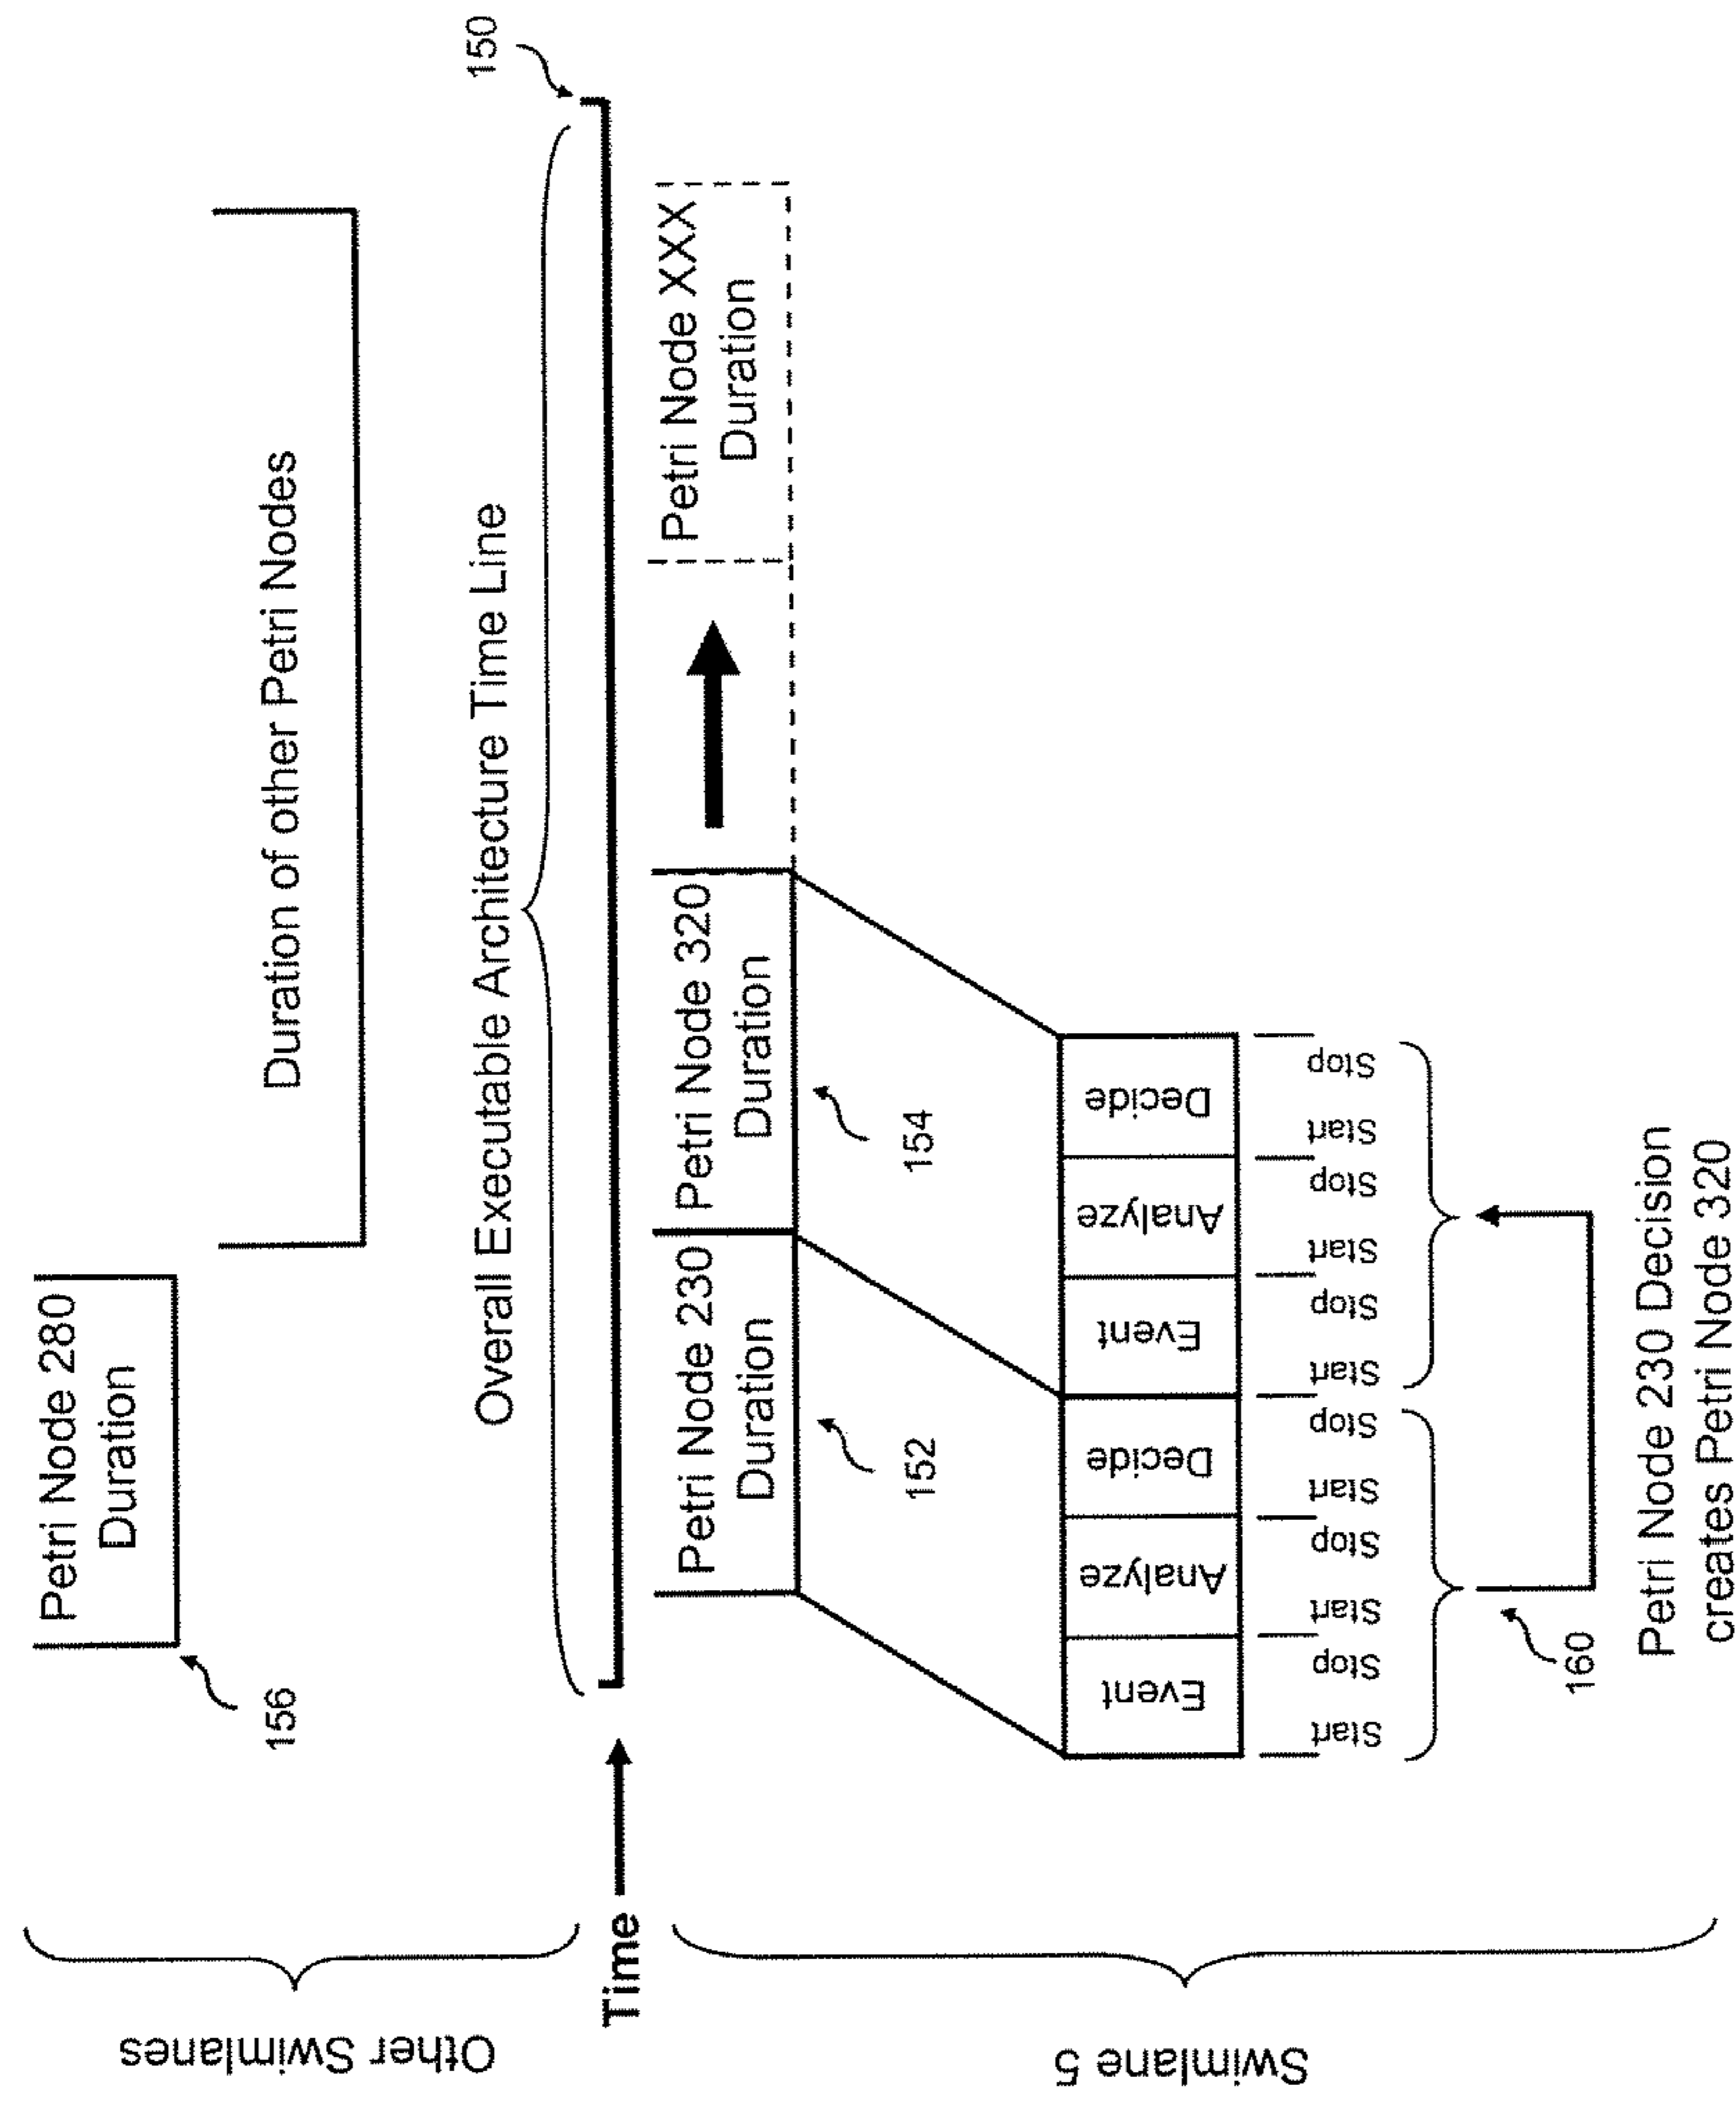 Petri Node 280
Duration
156
Duration of other Petri Nodes
Other Swimlanes
Overall Executable Architecture Time Line
150
Time
Petri Node 230
Duration
Petri Node 320
Duration
Petri Node XXX
Duration
152
154
Swimlane 5
Event
Analyze
Decide
Event
Analyze
Decide
Start
Stop
Start
Stop
Start
Stop
Start
Stop
Start
Stop
Start
Stop
160
Petri Node 230 Decision
creates Petri Node 320